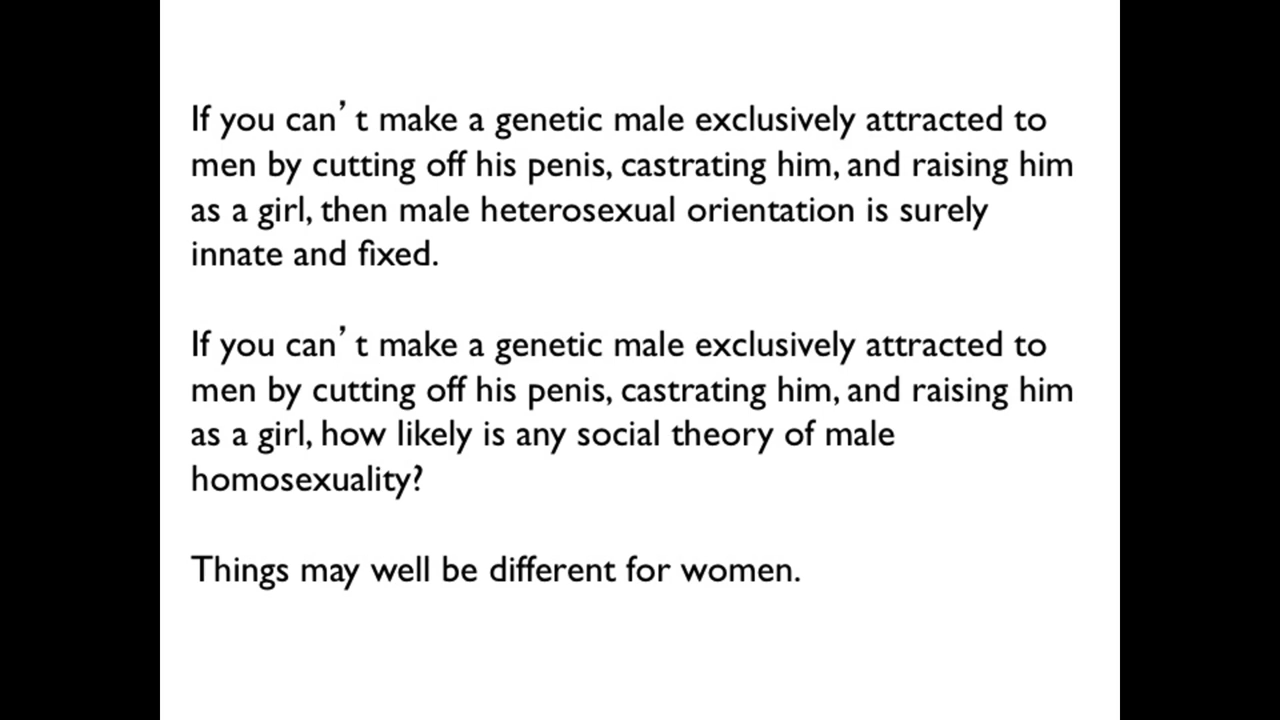 If you can’t make a genetic male exclusively attracted to
men by cutting off his penis, castrating him, and raising him
as a girl, then male heterosexual orientation is surely
innate and fixed.
If you can’t make a genetic male exclusively attracted to
men by cutting off his penis, castrating him, and raising him
as a girl, how likely is any social theory of male
homosexuality?
Things may well be different for women.